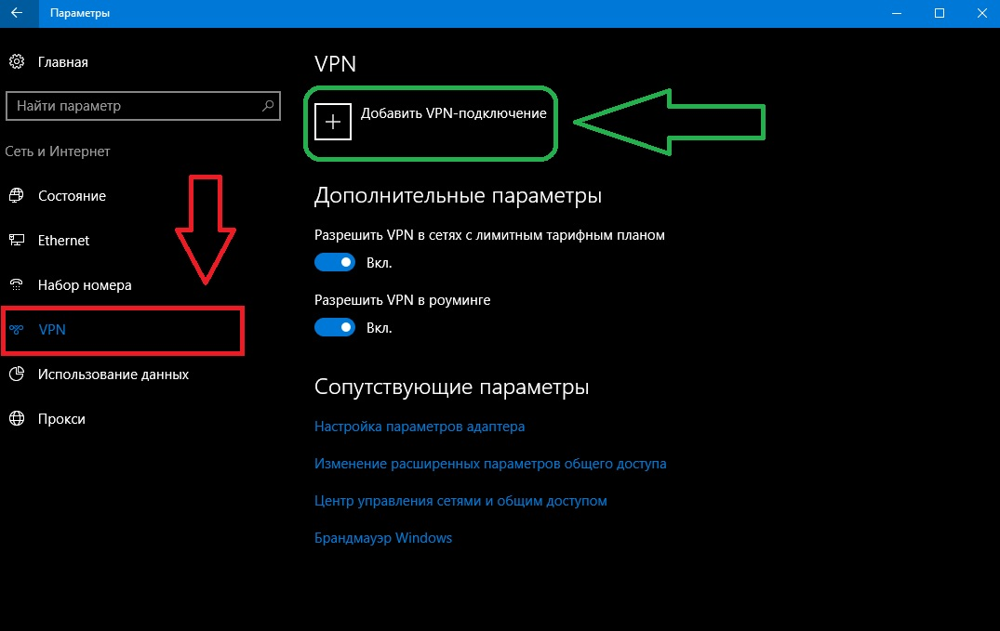 Параметры
Главная
Найти параметр
Сеть и Интернет
Состояние
Ethernet
Набор номера
VPN
Использование данных
Прокси
VPN
Добавить VPN-подключение
Дополнительные параметры
Разрешить VPN в сетях с лимитным тарифным планом
Вкл.
Разрешить VPN в роуминге
Вкл.
Сопутствующие параметры
Настройка параметров адаптера
Изменение расширенных параметров общего доступа
Центр управления сетями и общим доступом
Брандмауэр Windows